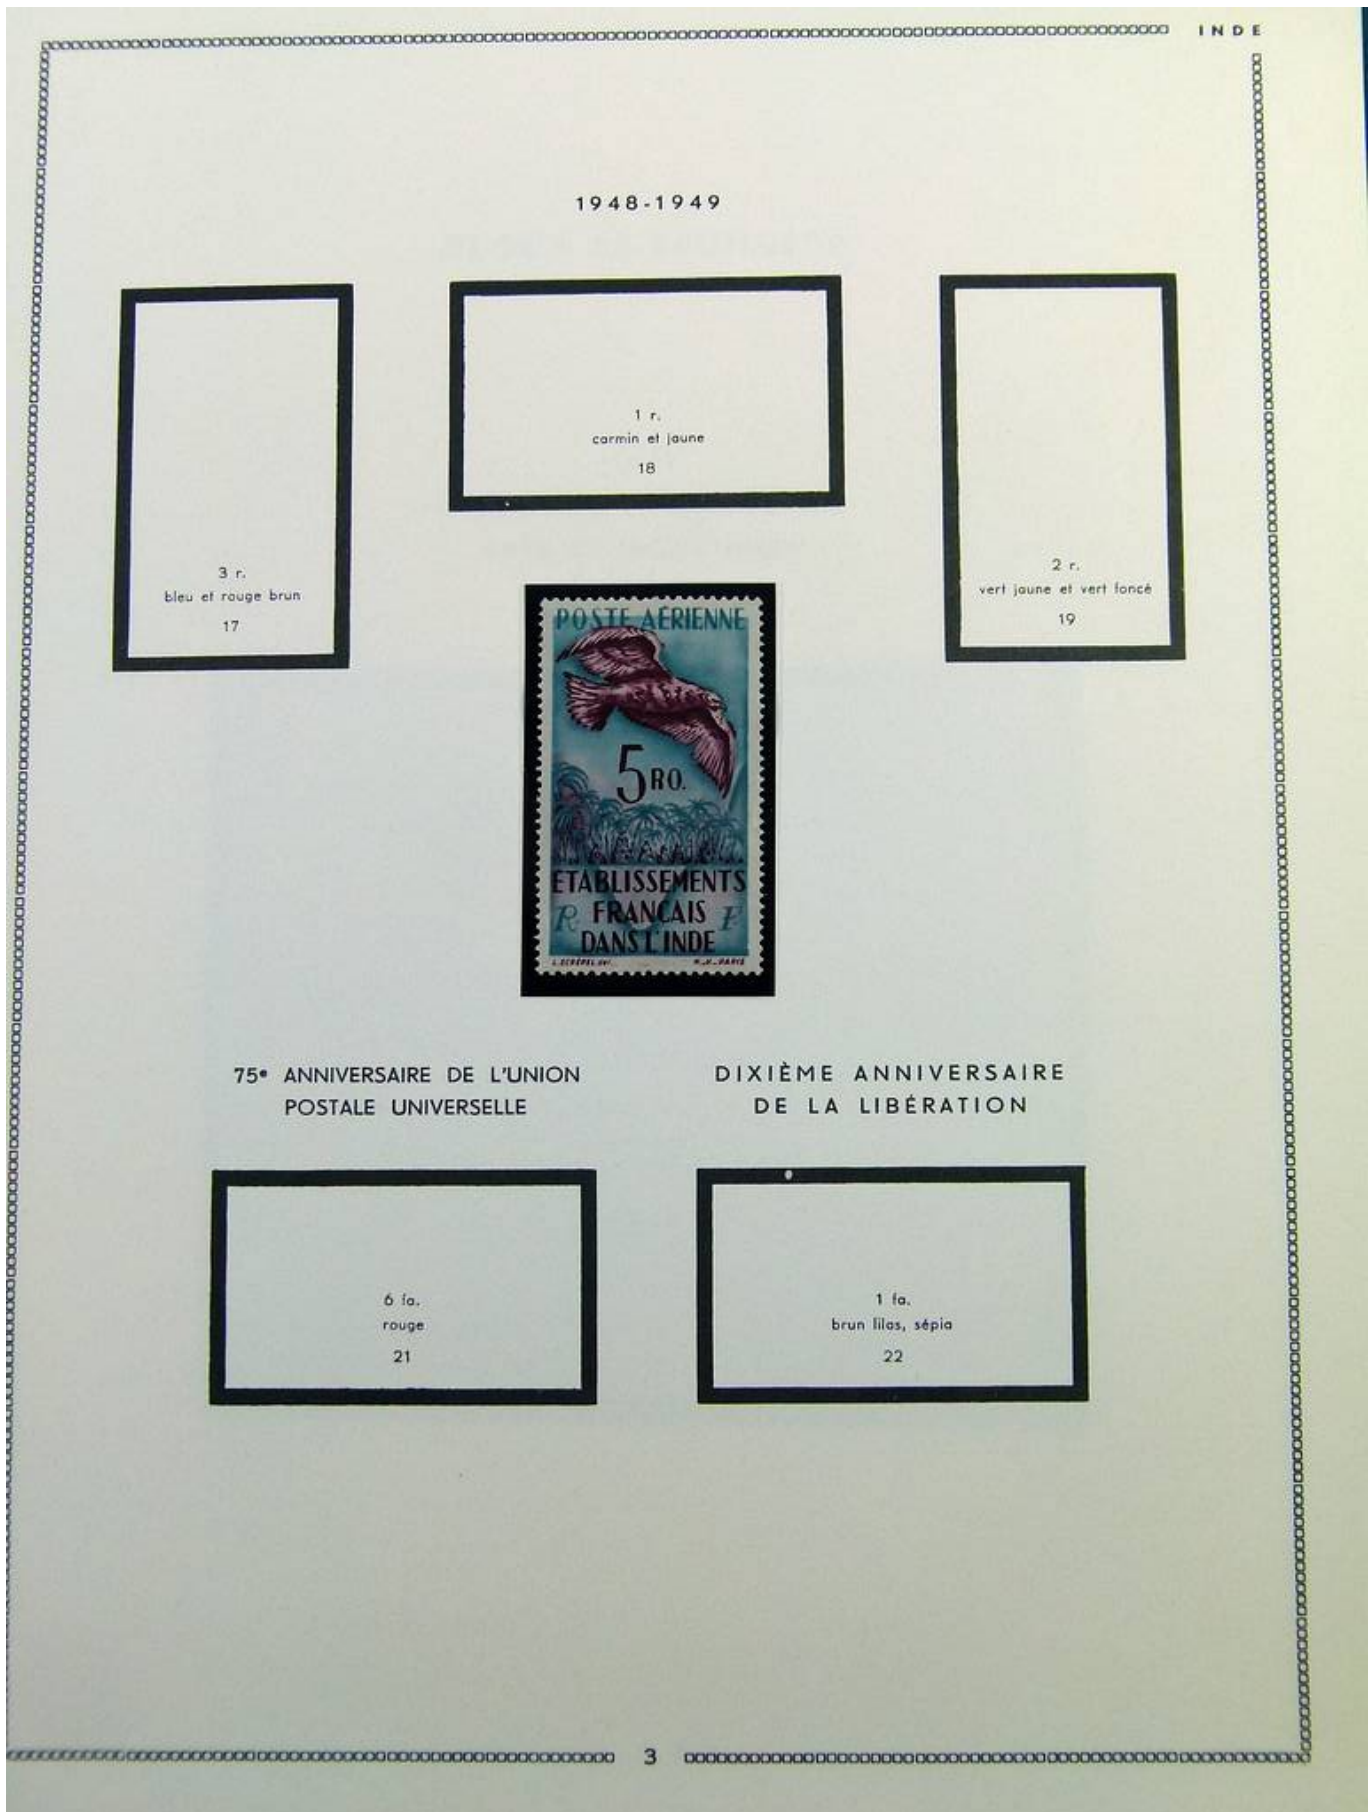 INDE
1948-1949
3 r.
bleu et rouge brun
17
1 r.
carmin et jaune
18
2 r.
vert jaune et vert foncé
19
POSTE AÉRIENNE
5 RO.
ETABLISSEMENTS
R FRANCAIS F
DANS L'INDE
75e ANNIVERSAIRE DE L'UNION
POSTALE UNIVERSELLE
DIXIÈME ANNIVERSAIRE
DE LA LIBÉRATION
6 fa.
rouge
21
1 fa.
brun lilas, sépia
22
3